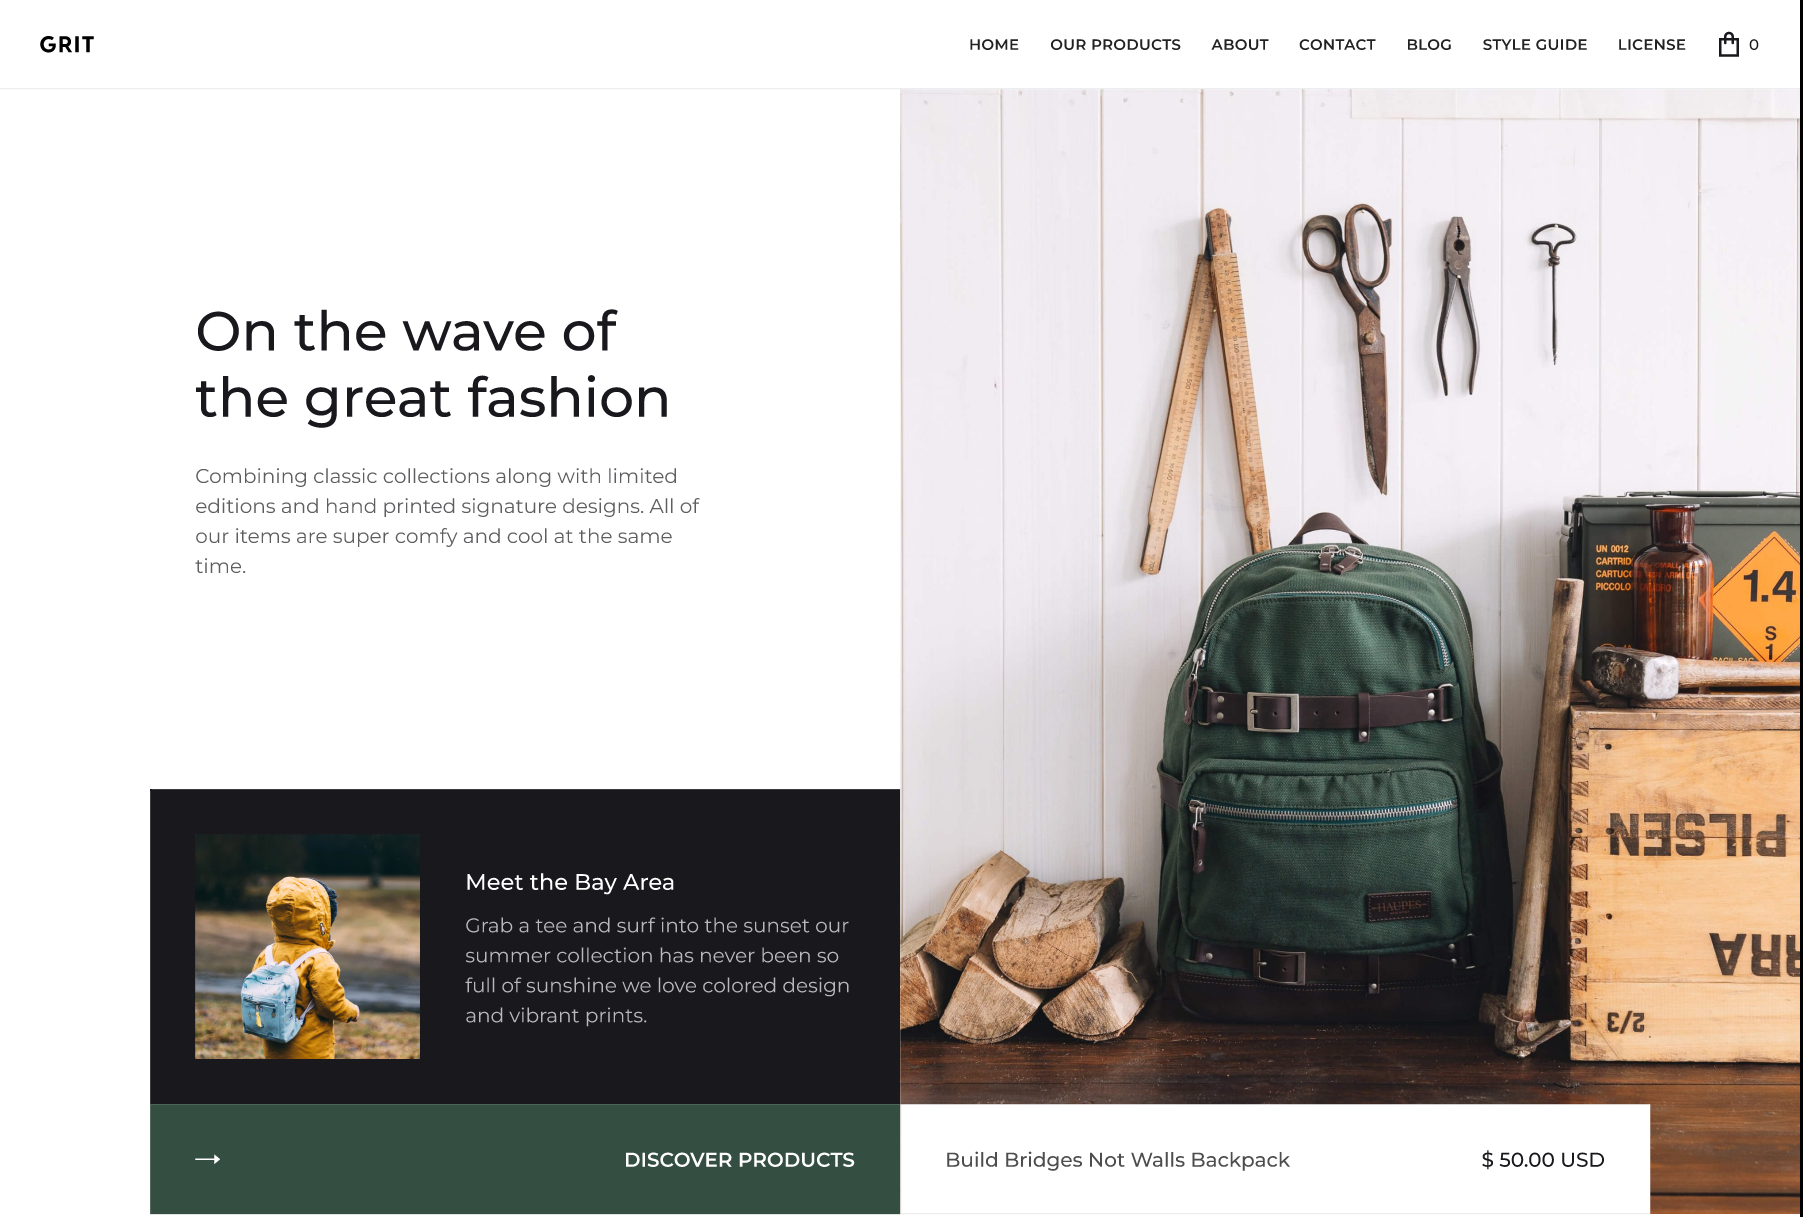 GRIT
HOME OUR PRODUCTS ABOUT CONTACT BLOG STYLE GUIDE LICENSE 0
On the wave of
the great fashion
Combining classic collections along with limited
editions and hand printed signature designs. All of
our items are super comfy and cool at the same
time.
UN 0012
1.4
S
1
PILSEN
HAUPES
2/3
Meet the Bay Area
Grab a tee and surf into the sunset our
summer collection has never been so
full of sunshine we love colored design
and vibrant prints.
DISCOVER PRODUCTS
Build Bridges Not Walls Backpack
$ 50.00 USD